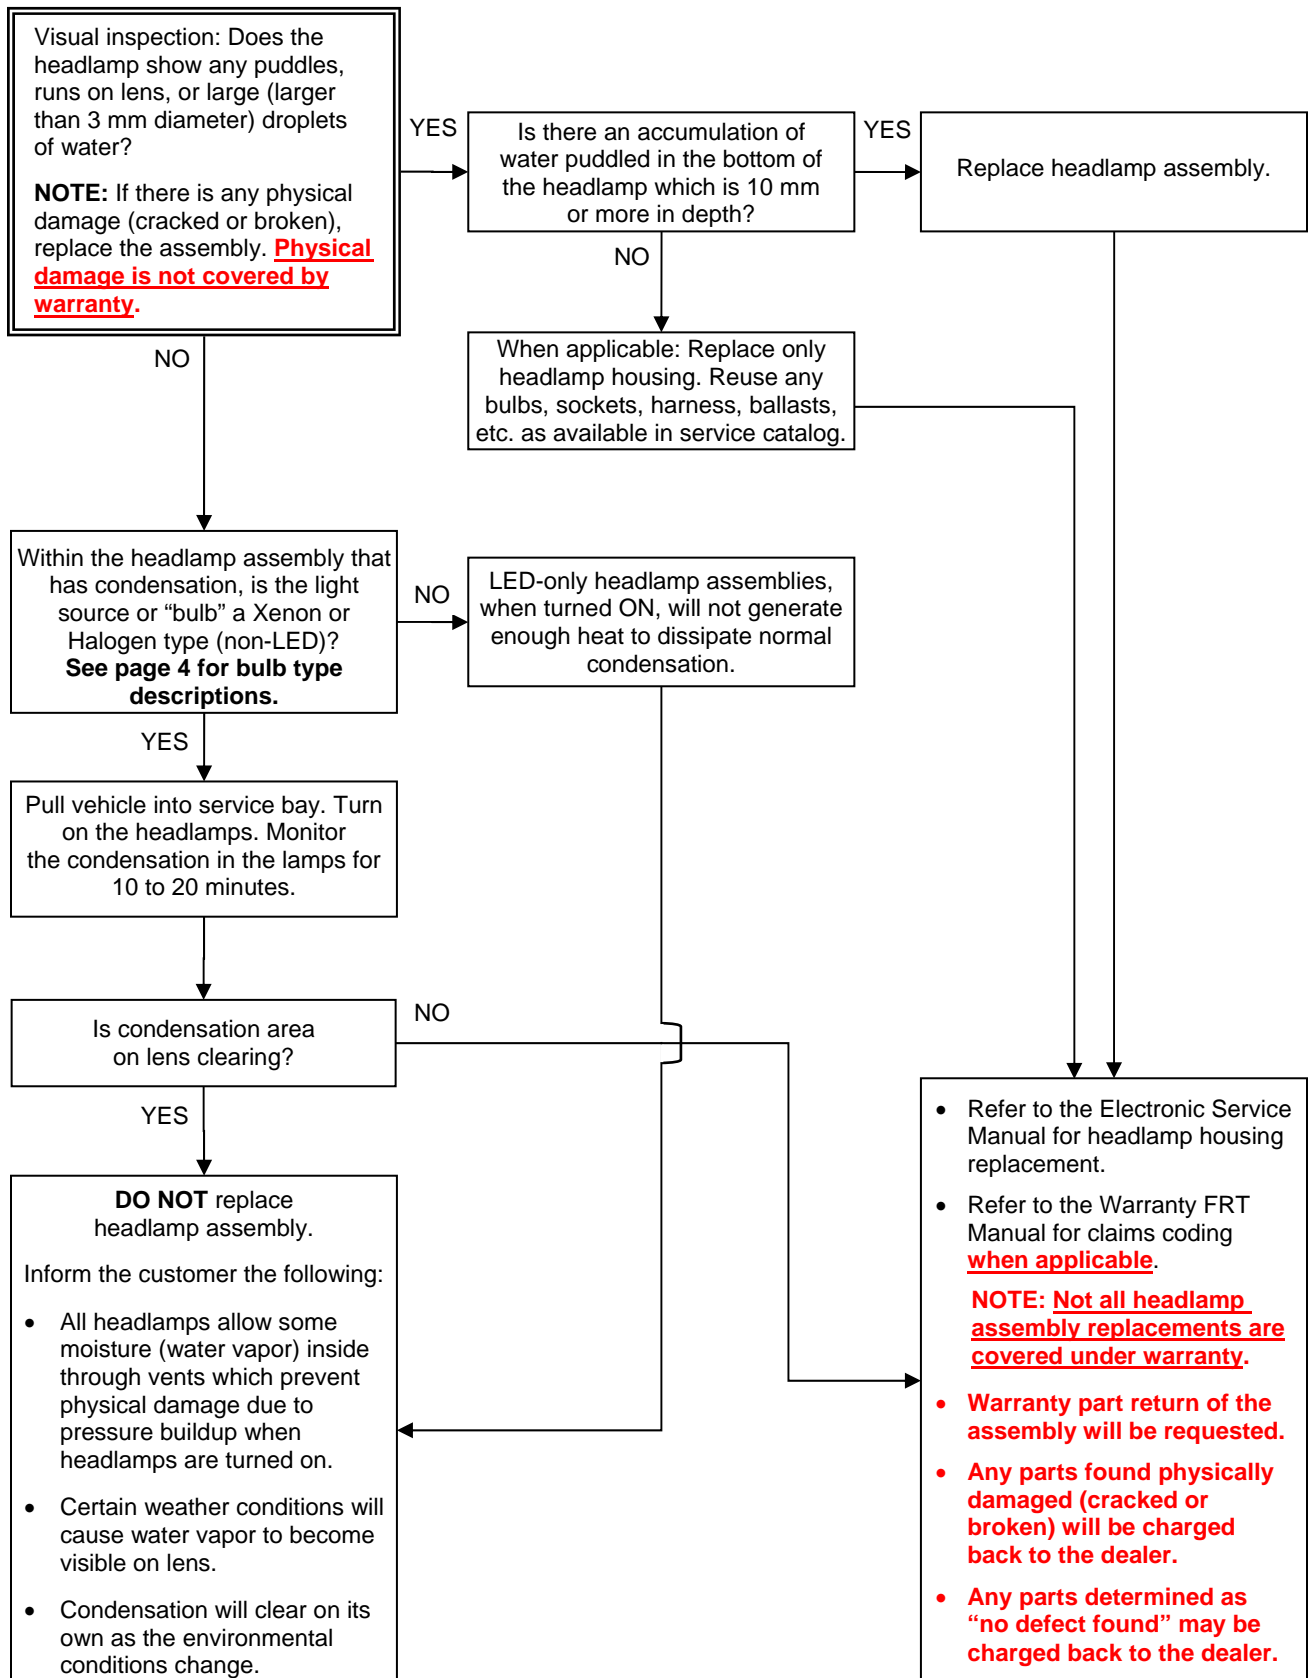 Visual inspection: Does the
headlamp show any puddles,
runs on lens, or large (larger
than 3 mm diameter) droplets
of water?
NOTE: If there is any physical
damage (cracked or broken),
replace the assembly. Physical
damage is not covered by
warranty.
YES
Is there an accumulation of
water puddled in the bottom of
the headlamp which is 10 mm
or more in depth?
YES
Replace headlamp assembly.
NO
When applicable: Replace only
headlamp housing. Reuse any
bulbs, sockets, harness, ballasts,
etc. as available in service catalog.
NO
Within the headlamp assembly that
has condensation, is the light
source or “bulb” a Xenon or
Halogen type (non-LED)?
See page 4 for bulb type
descriptions.
NO
LED-only headlamp assemblies,
when turned ON, will not generate
enough heat to dissipate normal
condensation.
YES
Pull vehicle into service bay. Turn
on the headlamps. Monitor
the condensation in the lamps for
10 to 20 minutes.
Is condensation area
on lens clearing?
NO
YES
DO NOT replace
headlamp assembly.
Inform the customer the following:
• All headlamps allow some
moisture (water vapor) inside
through vents which prevent
physical damage due to
pressure buildup when
headlamps are turned on.
• Certain weather conditions will
cause water vapor to become
visible on lens.
• Condensation will clear on its
own as the environmental
conditions change.
• Refer to the Electronic Service
Manual for headlamp housing
replacement.
• Refer to the Warranty FRT
Manual for claims coding
when applicable.
NOTE: Not all headlamp
assembly replacements are
covered under warranty.
• Warranty part return of the
assembly will be requested.
• Any parts found physically
damaged (cracked or
broken) will be charged
back to the dealer.
• Any parts determined as
“no defect found” may be
charged back to the dealer.